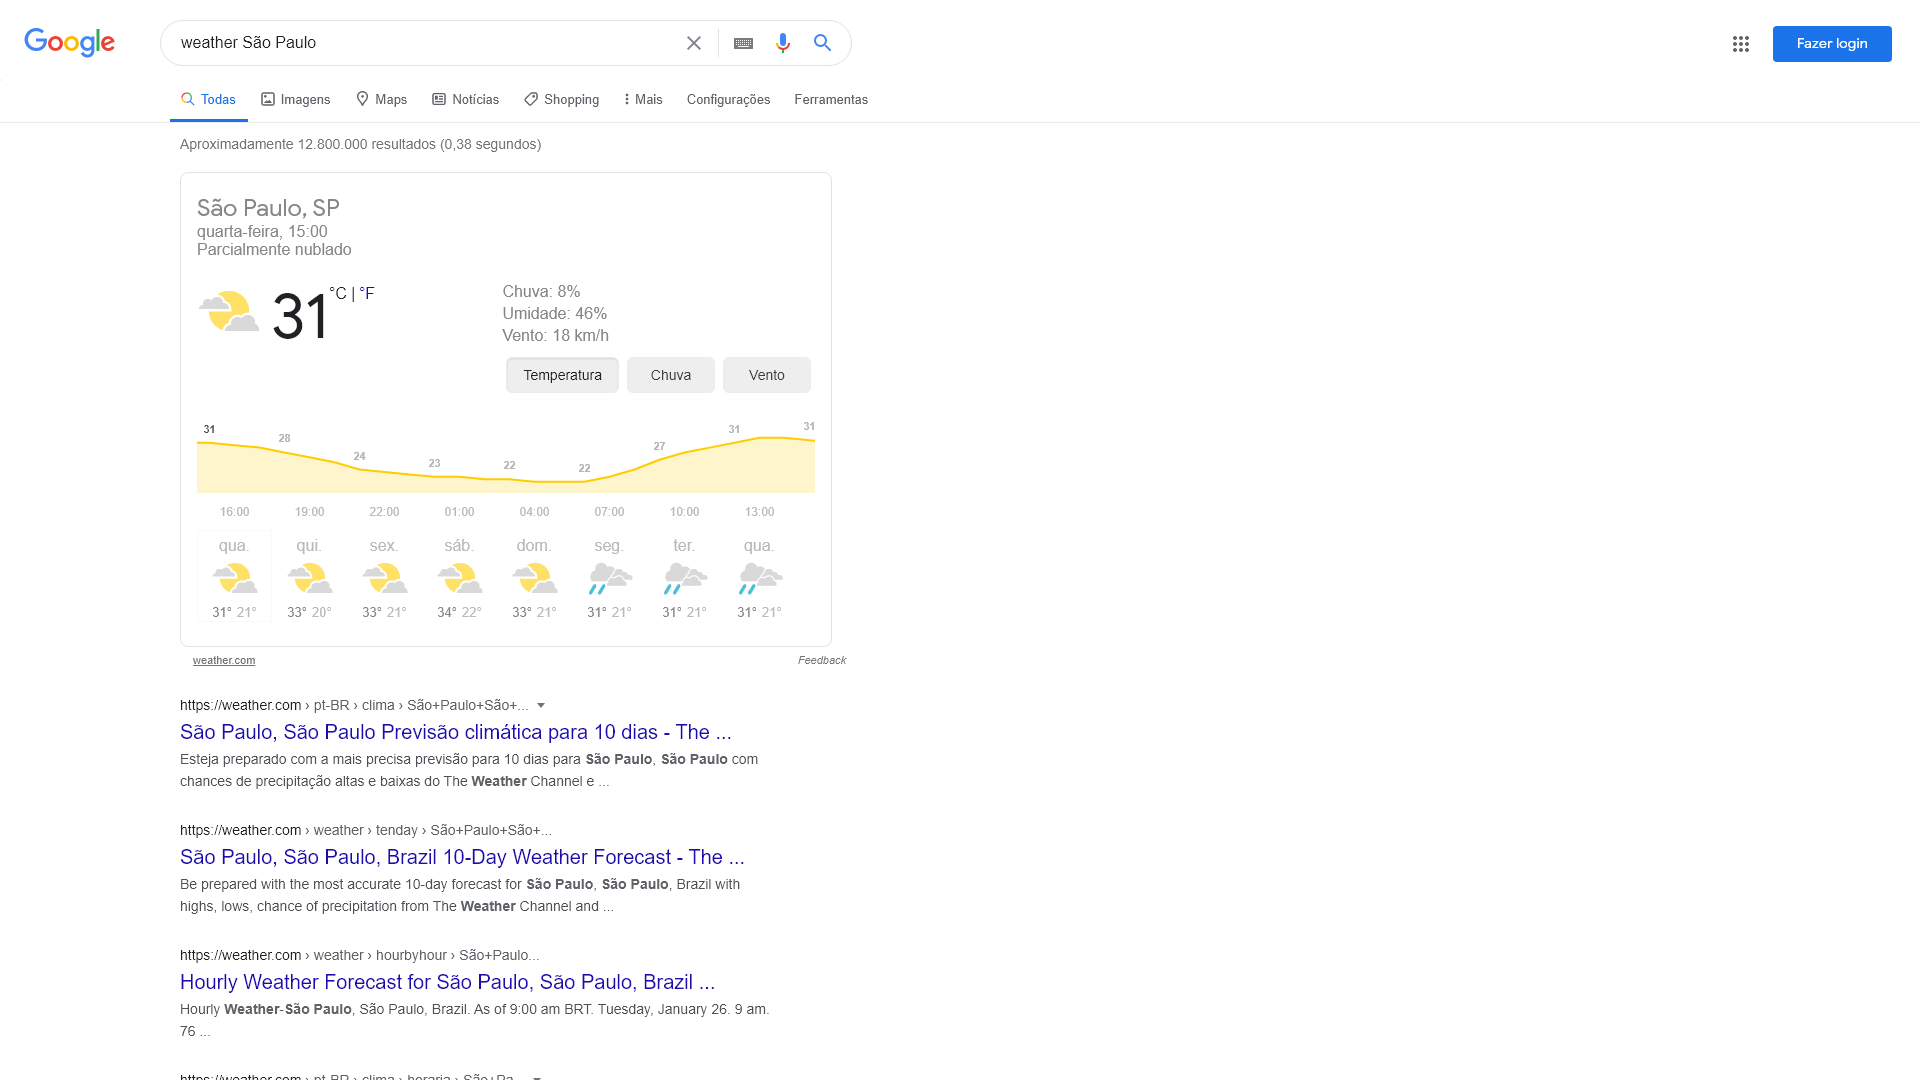 Google
weather São Paulo
Fazer login
Todas
Imagens
Maps
Notícias
Shopping
Mais
Configurações
Ferramentas
Aproximadamente 12.800.000 resultados (0,38 segundos)
São Paulo, SP
quarta-feira, 15:00
Parcialmente nublado
31 °C | °F
Chuva: 8%
Umidade: 46%
Vento: 18 km/h
Temperatura
Chuva
Vento
31 28 24 23 22 22 27 31 31
16:00 19:00 22:00 01:00 04:00 07:00 10:00 13:00
qua. qui. sex. sáb. dom. seg. ter. qua.
31° 21° 33° 20° 33° 21° 34° 22° 33° 21° 31° 21° 31° 21° 31° 21°
weather.com
Feedback
https://weather.com › pt-BR › clima › São+Paulo+São+...
São Paulo, São Paulo Previsão climática para 10 dias - The ...
Esteja preparado com a mais precisa previsão para 10 dias para São Paulo, São Paulo com
chances de precipitação altas e baixas do The Weather Channel e ...
https://weather.com › weather › tenday › São+Paulo+São+...
São Paulo, São Paulo, Brazil 10-Day Weather Forecast - The ...
Be prepared with the most accurate 10-day forecast for São Paulo, São Paulo, Brazil with
highs, lows, chance of precipitation from The Weather Channel and ...
https://weather.com › weather › hourbyhour › São+Paulo...
Hourly Weather Forecast for São Paulo, São Paulo, Brazil ...
Hourly Weather-São Paulo, São Paulo, Brazil. As of 9:00 am BRT. Tuesday, January 26. 9 am.
76 ...
https://weather.com › pt-BR › clima › horaria › São+Pa...